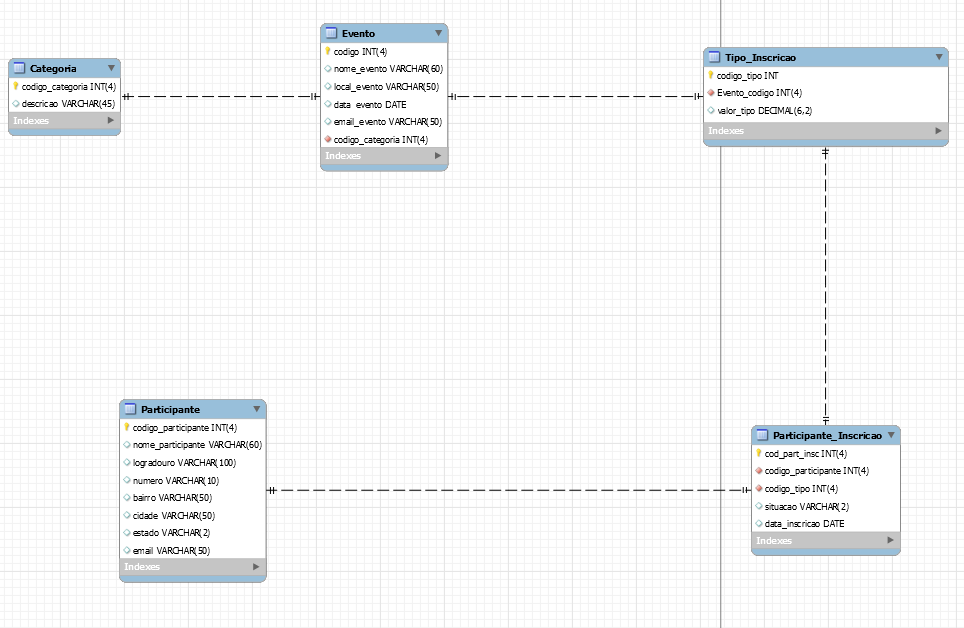 Categoria
codigo_categoria INT(4)
descricao VARCHAR(45)
Indexes
Evento
codigo INT(4)
nome_evento VARCHAR(60)
local_evento VARCHAR(50)
data_evento DATE
email_evento VARCHAR(50)
codigo_categoria INT(4)
Indexes
Tipo_Inscricao
codigo_tipo INT
Evento_codigo INT(4)
valor_tipo DECIMAL(6,2)
Indexes
Participante
codigo_participante INT(4)
nome_participante VARCHAR(60)
logradouro VARCHAR(100)
numero VARCHAR(10)
bairro VARCHAR(50)
cidade VARCHAR(50)
estado VARCHAR(2)
email VARCHAR(50)
Indexes
Participante_Inscricao
cod_part_insc INT(4)
codigo_participante INT(4)
codigo_tipo INT(4)
situacao VARCHAR(2)
data_inscricao DATE
Indexes